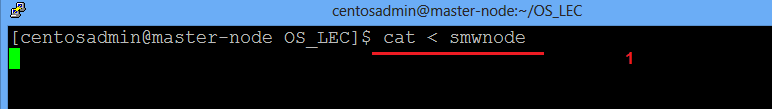 centosadmin@master-node:~/OS_LEC
[centosadmin@master-node OS_LEC]$ cat < smwnode
1